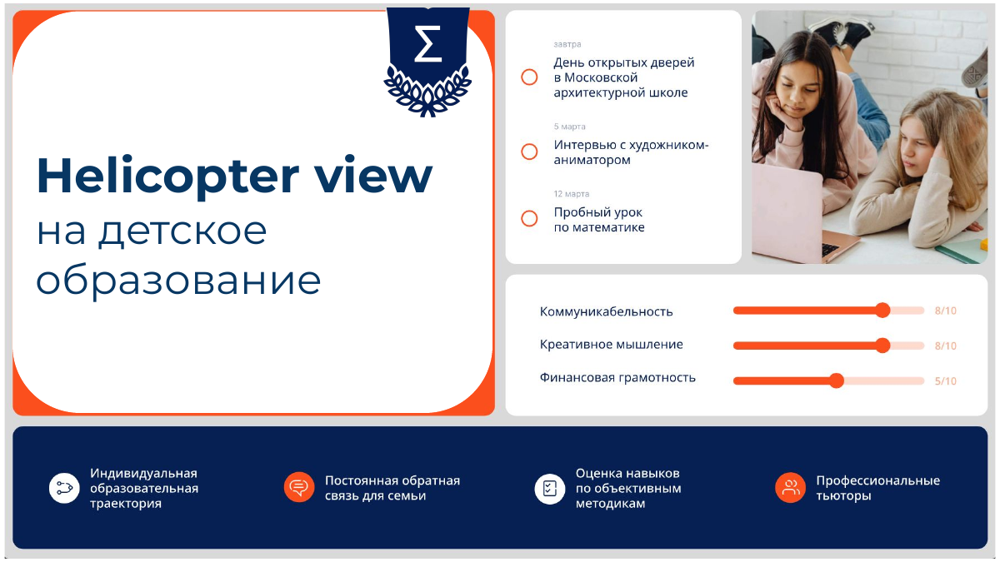 Σ
Helicopter view
на детское
образование
завтра
День открытых дверей
в Московской
архитектурной школе
5 марта
Интервью с художником-
аниматором
12 марта
Пробный урок
по математике
Коммуникабельность
8/10
Креативное мышление
8/10
Финансовая грамотность
5/10
Индивидуальная
образовательная
траектория
Постоянная обратная
связь для семьи
Оценка навыков
по объективным
методикам
Профессиональные
тьюторы